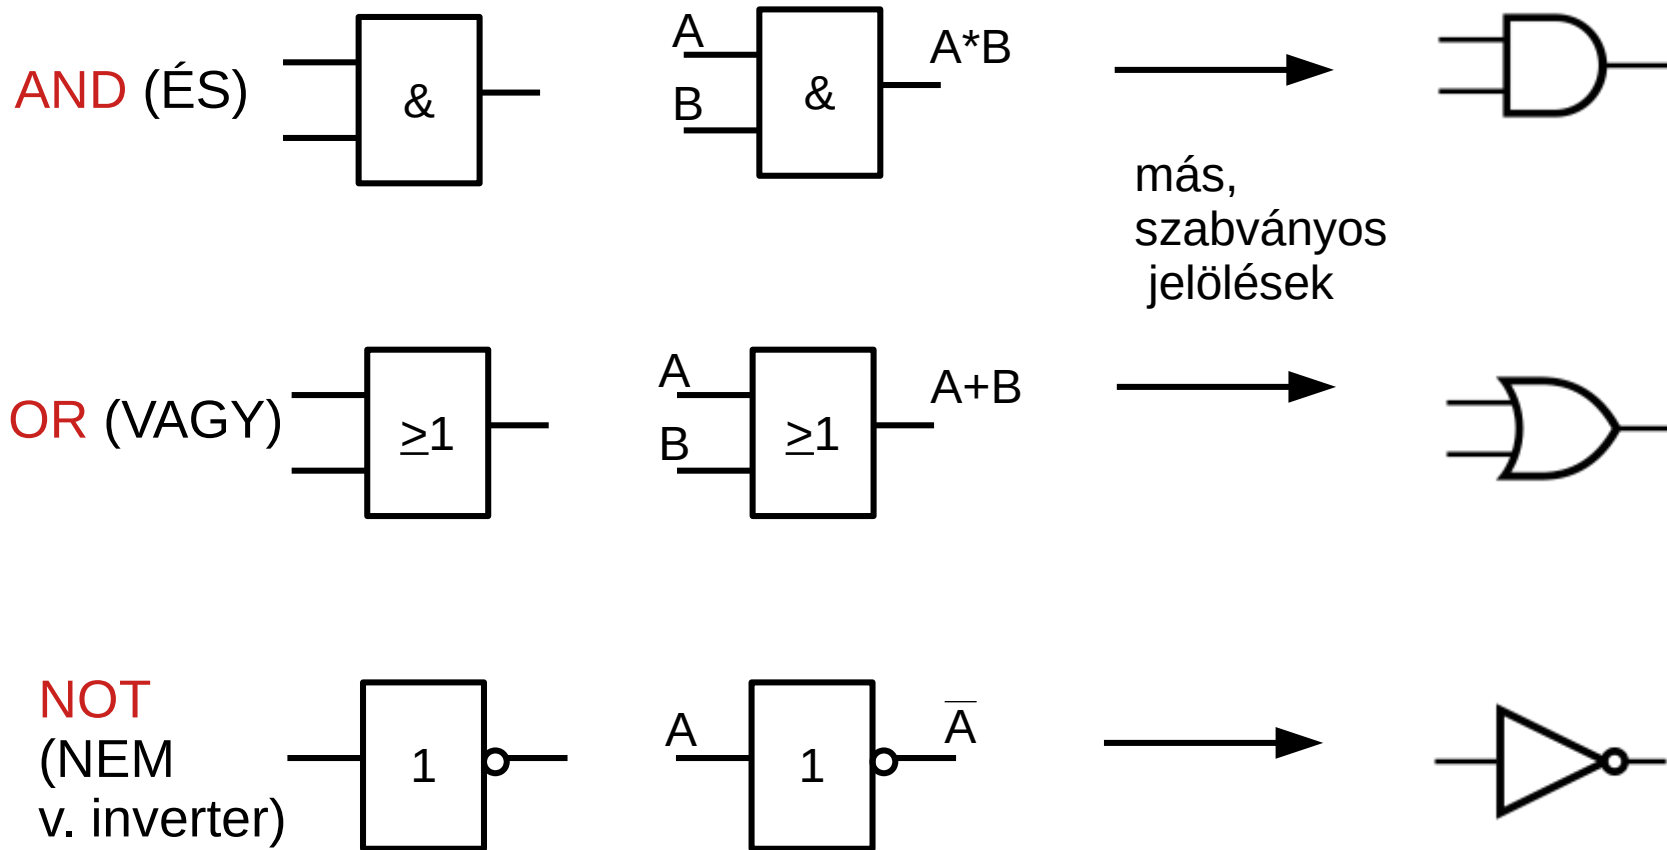 AND (ÉS)
&
A
B
&
A*B
más,
szabványos
jelölések
OR (VAGY)
≥1
A
B
≥1
A+B
NOT
(NEM
v. inverter)
1
A
1
A̅